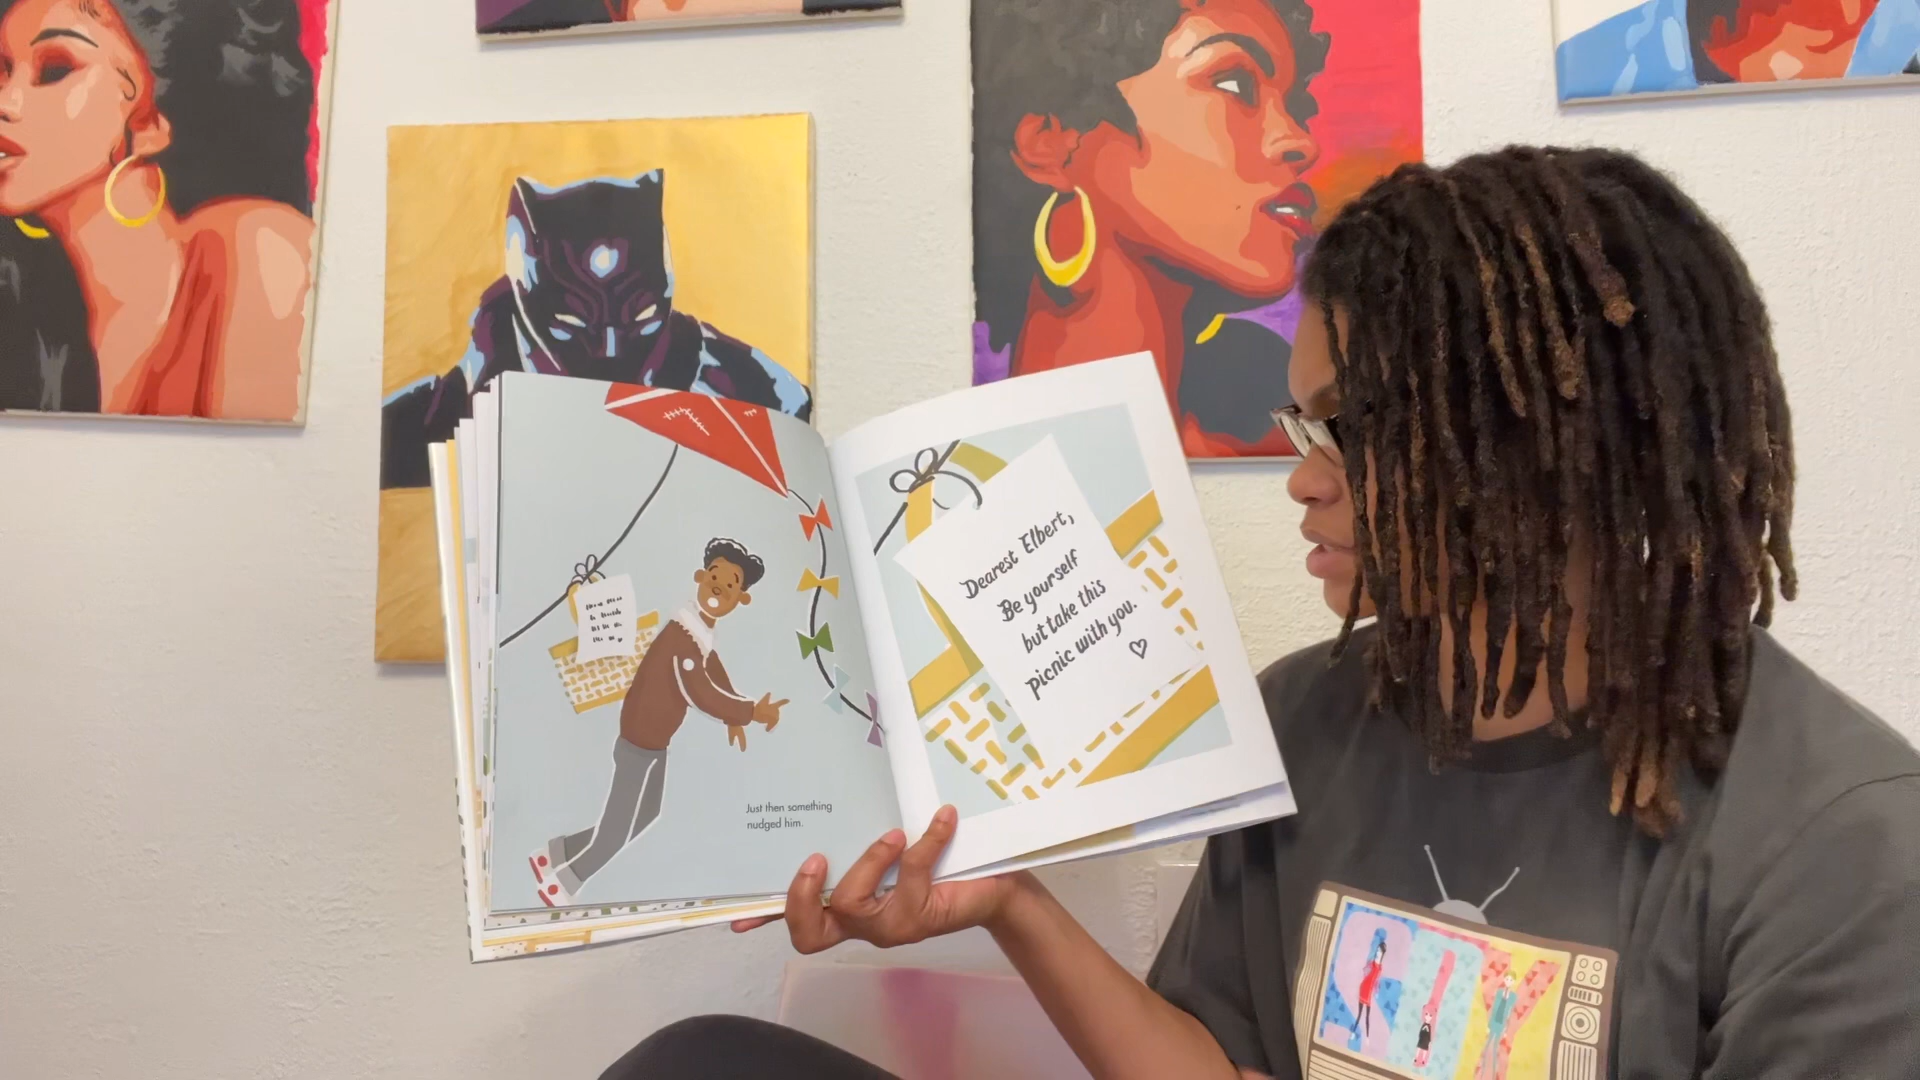 Just then something
nudged him.
Dearest Elbert,
Be yourself
but take this
picnic with you.